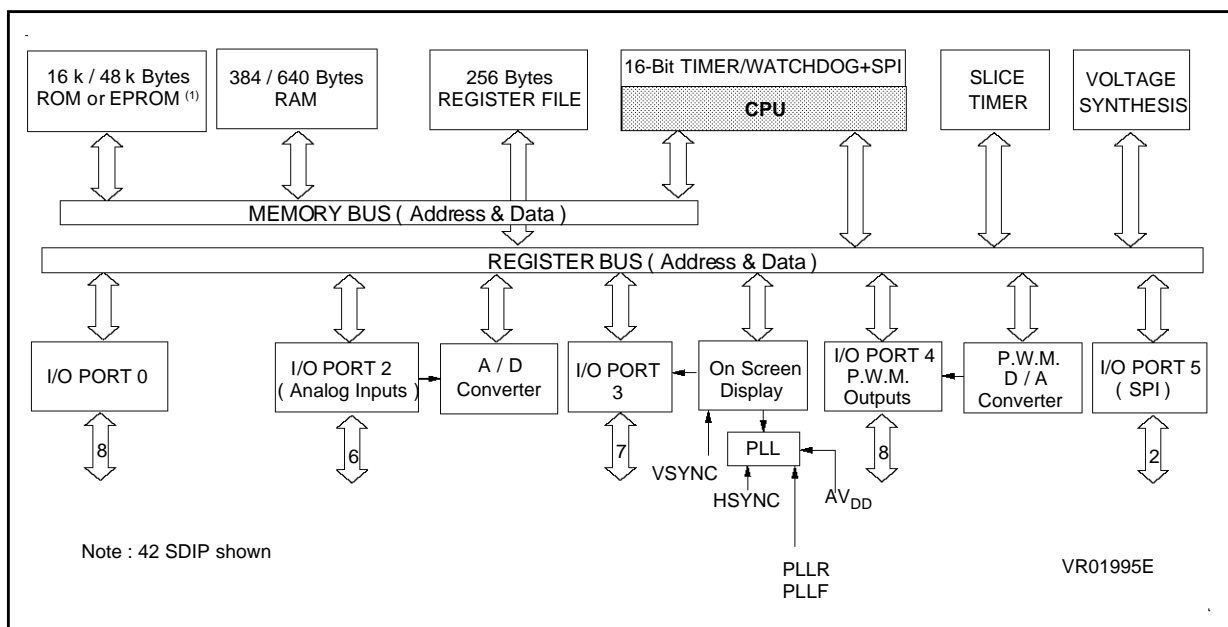 16 k / 48 k Bytes
ROM or EPROM (1)
384 / 640 Bytes
RAM
256 Bytes
REGISTER FILE
16-Bit TIMER/WATCHDOG+SPI
CPU
SLICE
TIMER
VOLTAGE
SYNTHESIS
MEMORY BUS ( Address & Data )
REGISTER BUS ( Address & Data )
I/O PORT 0
I/O PORT 2
( Analog Inputs )
A / D
Converter
I/O PORT
3
On Screen
Display
I/O PORT 4
P.W.M.
Outputs
P.W.M.
D / A
Converter
I/O PORT 5
( SPI )
PLL
8
6
7
8
2
VSYNC
HSYNC
AVDD
PLLR
PLLF
Note : 42 SDIP shown
VR01995E